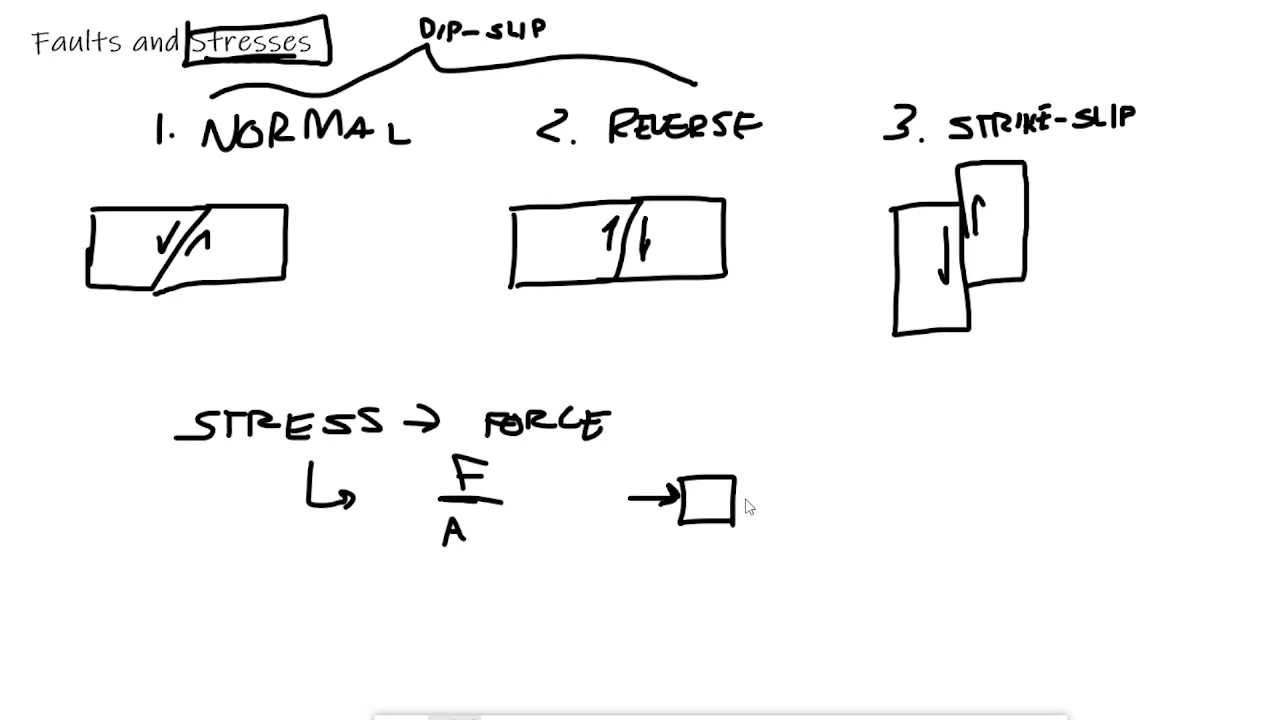 Faults and Stresses
DIP-SLIP
1. NORMAL
2. REVERSE
3. STRIKE-SLIP
STRESS → FORCE
F
A